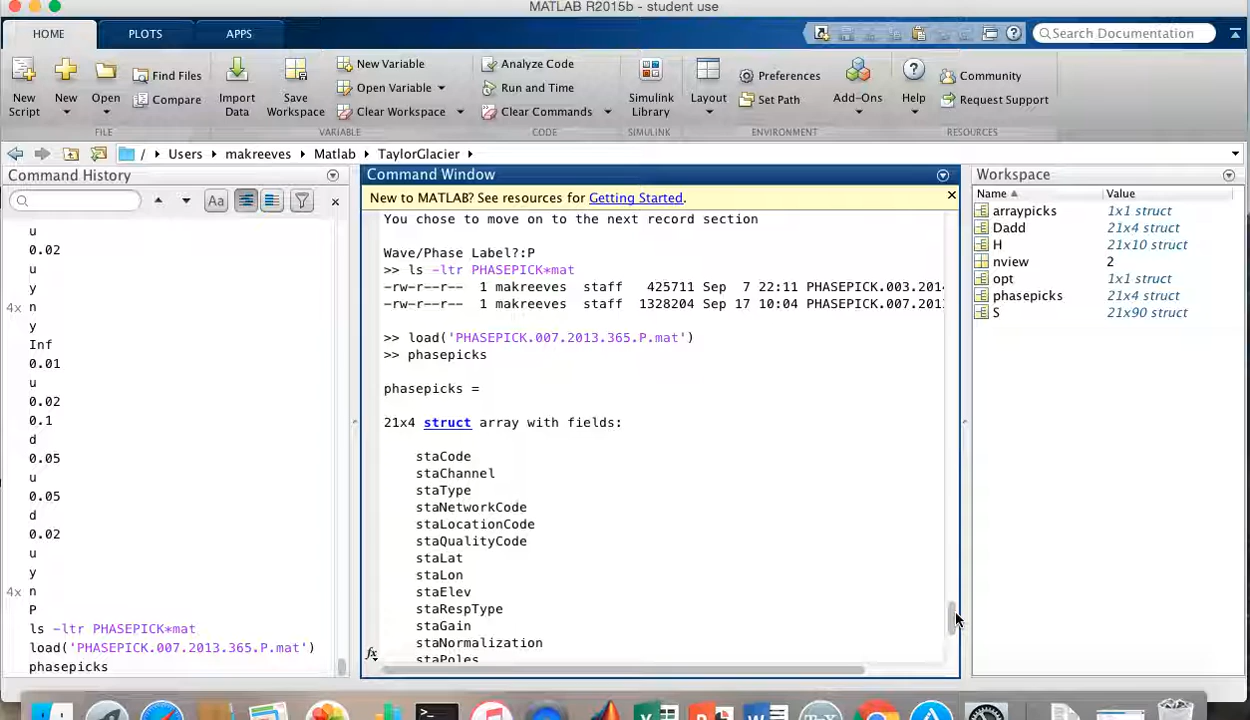 MATLAB R2015b - student use
HOME PLOTS APPS
Search Documentation
New Script
New
Open
Find Files
Compare
Import Data
Save Workspace
New Variable
Open Variable
Clear Workspace
Analyze Code
Run and Time
Clear Commands
Simulink Library
Layout
Preferences
Set Path
Add-Ons
Help
Community
Request Support
FILE VARIABLE CODE SIMULINK ENVIRONMENT RESOURCES
/ Users makreeves Matlab TaylorGlacier
Command History
Aa
u
0.02
u
y
4x n
y
Inf
0.01
u
0.02
0.1
d
0.05
u
0.05
d
0.02
u
y
4x n
P
ls -ltr PHASEPICK*mat
load('PHASEPICK.007.2013.365.P.mat')
phasepicks
Command Window
New to MATLAB? See resources for Getting Started.
You chose to move on to the next record section
Wave/Phase Label?:P
>> ls -ltr PHASEPICK*mat
-rw-r--r-- 1 makreeves staff 425711 Sep 7 22:11 PHASEPICK.003.201
-rw-r--r-- 1 makreeves staff 1328204 Sep 17 10:04 PHASEPICK.007.201
>> load('PHASEPICK.007.2013.365.P.mat')
>> phasepicks
phasepicks =
21x4 struct array with fields:
staCode
staChannel
staType
staNetworkCode
staLocationCode
staQualityCode
staLat
staLon
staElev
staRespType
staGain
staNormalization
staPoles
fx
Workspace
Name Value
arraypicks 1x1 struct
Dadd 21x4 struct
H 21x10 struct
nview 2
opt 1x1 struct
phasepicks 21x4 struct
S 21x90 struct